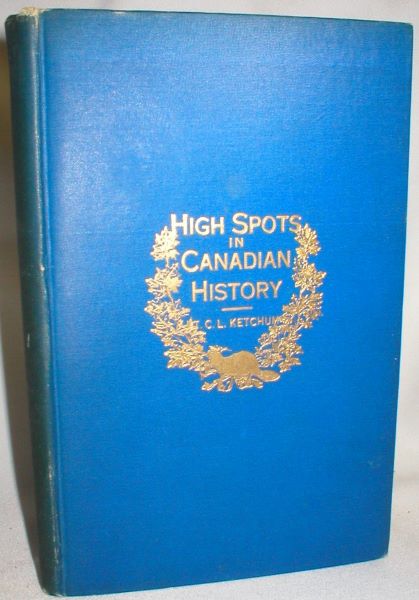 HIGH SPOTS
IN
CANADIAN
HISTORY
C. L. KETCHUM